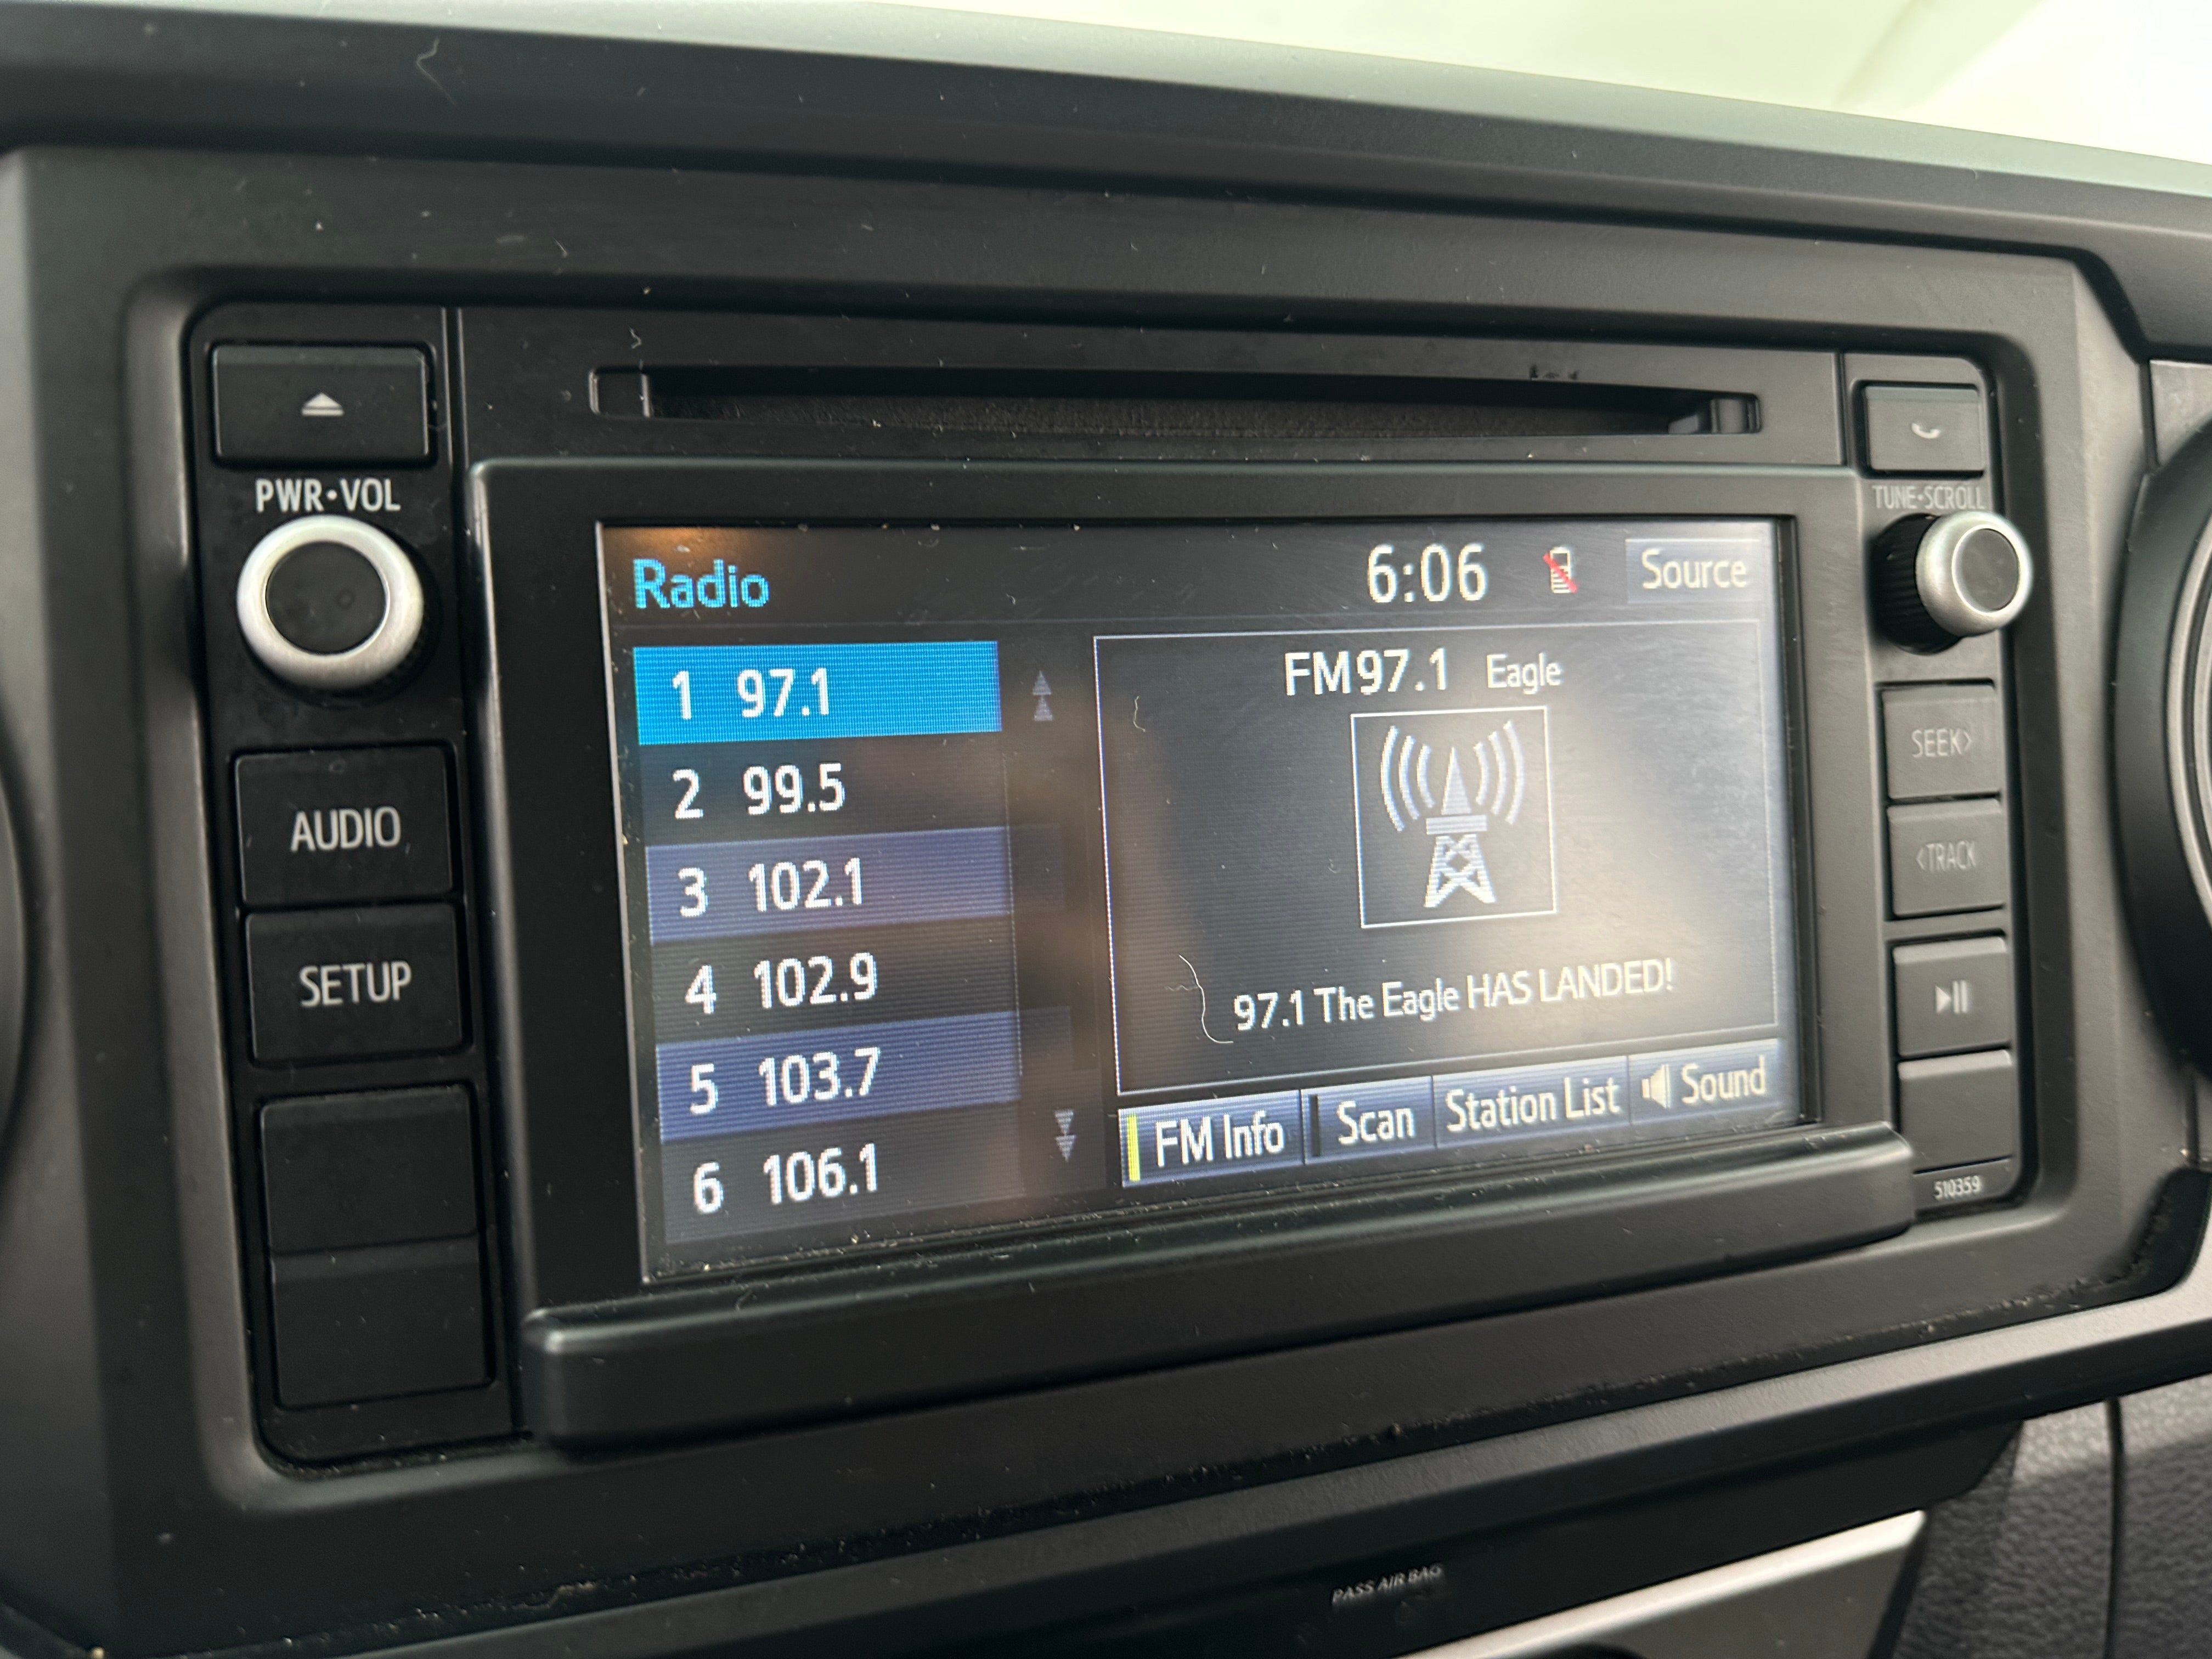 PWR•VOL
TUNE•SCROLL
Radio
6:06
Source
1 97.1
FM97.1 Eagle
2 99.5
3 102.1
4 102.9
5 103.7
6 106.1
97.1 The Eagle HAS LANDED!
FM Info
Scan
Station List
Sound
AUDIO
SETUP
SEEK>
<TRACK
510359
PASS AIR BAG